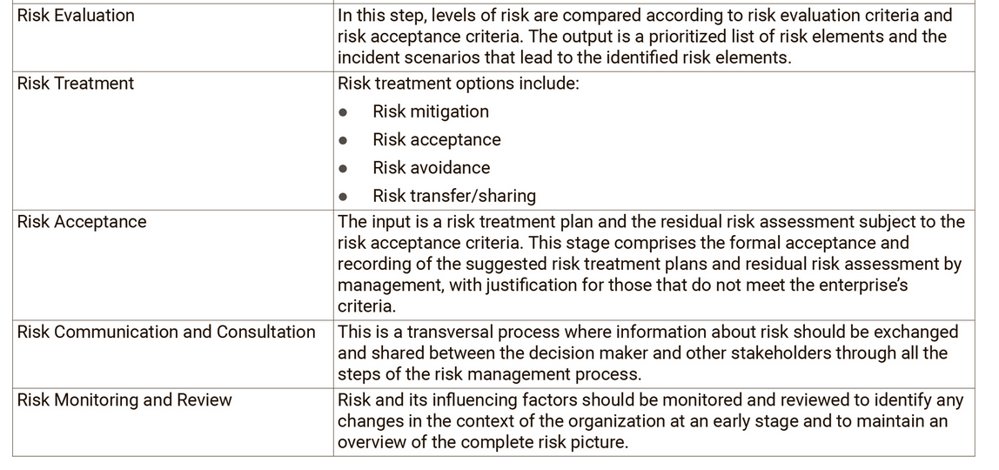 Risk Evaluation
In this step, levels of risk are compared according to risk evaluation criteria and
risk acceptance criteria. The output is a prioritized list of risk elements and the
incident scenarios that lead to the identified risk elements.
Risk Treatment
Risk treatment options include:
● Risk mitigation
● Risk acceptance
● Risk avoidance
● Risk transfer/sharing
Risk Acceptance
The input is a risk treatment plan and the residual risk assessment subject to the
risk acceptance criteria. This stage comprises the formal acceptance and
recording of the suggested risk treatment plans and residual risk assessment by
management, with justification for those that do not meet the enterprise’s
criteria.
Risk Communication and Consultation
This is a transversal process where information about risk should be exchanged
and shared between the decision maker and other stakeholders through all the
steps of the risk management process.
Risk Monitoring and Review
Risk and its influencing factors should be monitored and reviewed to identify any
changes in the context of the organization at an early stage and to maintain an
overview of the complete risk picture.